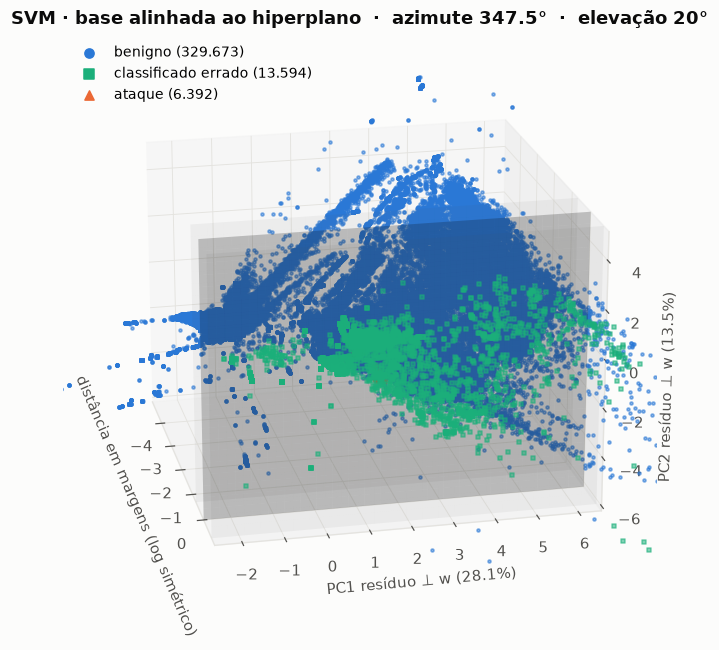 SVM · base alinhada ao hiperplano · azimute 347.5° · elevação 20°
benigno (329.673)
classificado errado (13.594)
ataque (6.392)
4
2
0
−2
−4
−6
PC2 resíduo ⊥ w (13.5%)
−4
−3
−2
−1
0
distância em margens (log simétrico)
−2
−1
0
1
2
3
4
5
6
PC1 resíduo ⊥ w (28.1%)